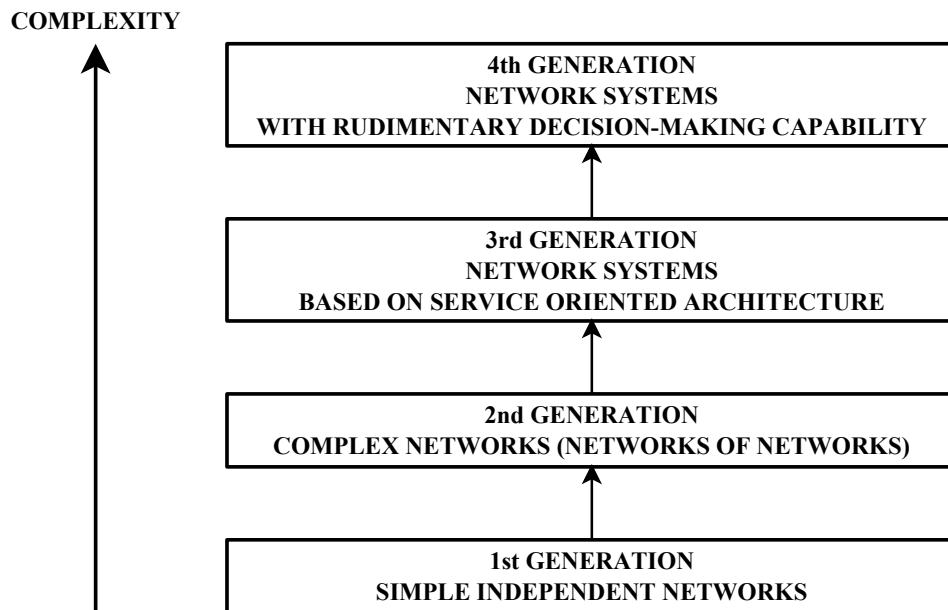 COMPLEXITY
4th GENERATION
NETWORK SYSTEMS
WITH RUDIMENTARY DECISION-MAKING CAPABILITY
3rd GENERATION
NETWORK SYSTEMS
BASED ON SERVICE ORIENTED ARCHITECTURE
2nd GENERATION
COMPLEX NETWORKS (NETWORKS OF NETWORKS)
1st GENERATION
SIMPLE INDEPENDENT NETWORKS